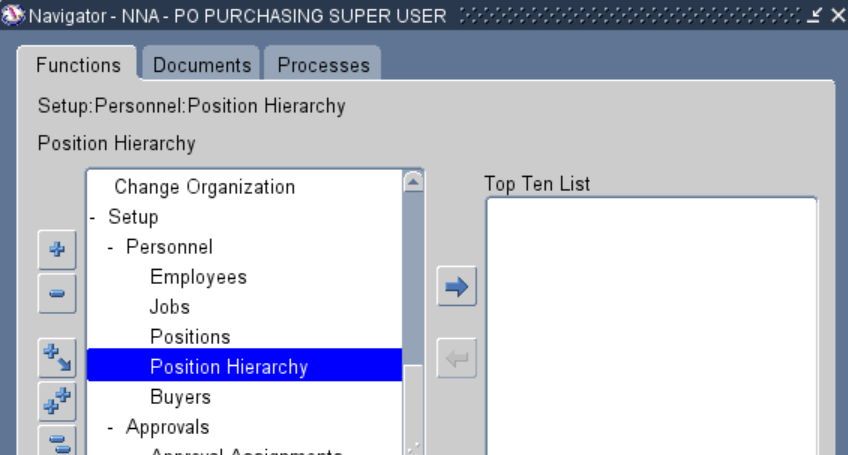 Navigator - NNA - PO PURCHASING SUPER USER
Functions Documents Processes
Setup:Personnel:Position Hierarchy
Position Hierarchy
Change Organization
Top Ten List
- Setup
- Personnel
Employees
Jobs
Positions
Position Hierarchy
Buyers
- Approvals
Approval Assignments